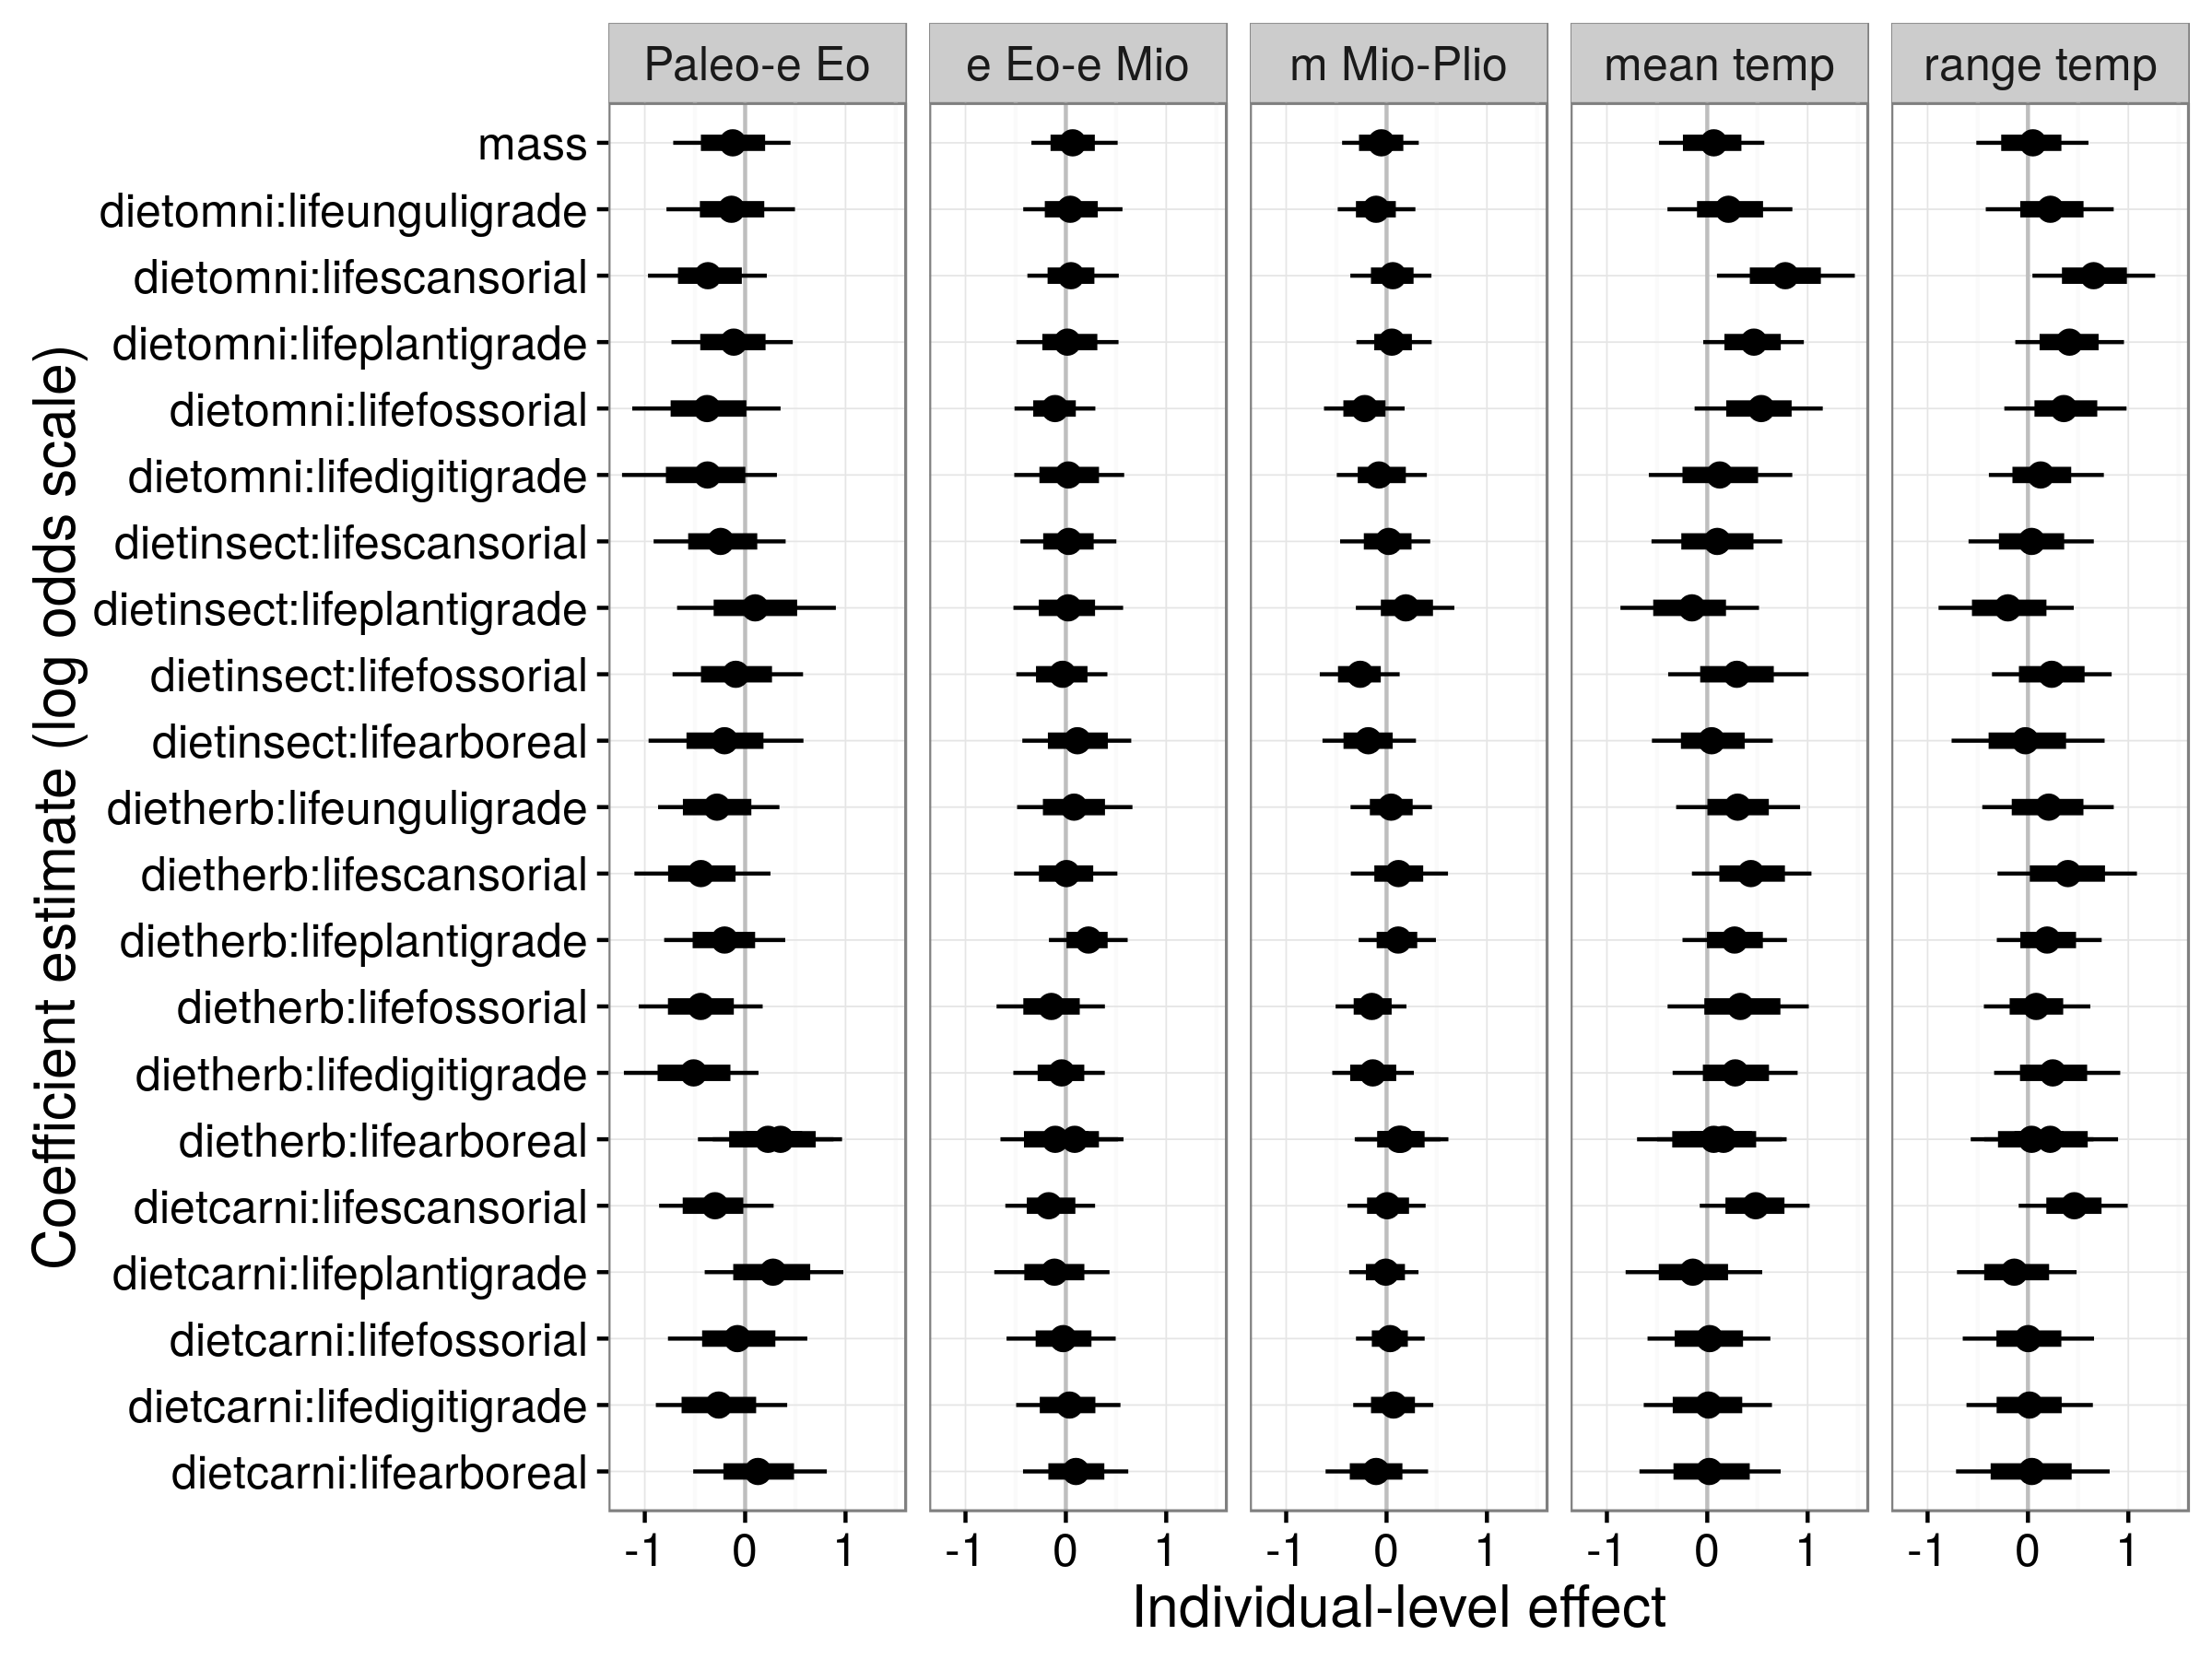 Paleo-e Eo
e Eo-e Mio
m Mio-Plio
mean temp
range temp
Coefficient estimate (log odds scale)
mass
dietomni:lifeunguligrade
dietomni:lifescansorial
dietomni:lifeplantigrade
dietomni:lifefossorial
dietomni:lifedigitigrade
dietinsect:lifescansorial
dietinsect:lifeplantigrade
dietinsect:lifefossorial
dietinsect:lifearboreal
dietherb:lifeunguligrade
dietherb:lifescansorial
dietherb:lifeplantigrade
dietherb:lifefossorial
dietherb:lifedigitigrade
dietherb:lifearboreal
dietcarni:lifescansorial
dietcarni:lifeplantigrade
dietcarni:lifefossorial
dietcarni:lifedigitigrade
dietcarni:lifearboreal
-1 0 1 -1 0 1 -1 0 1 -1 0 1 -1 0 1
Individual-level effect